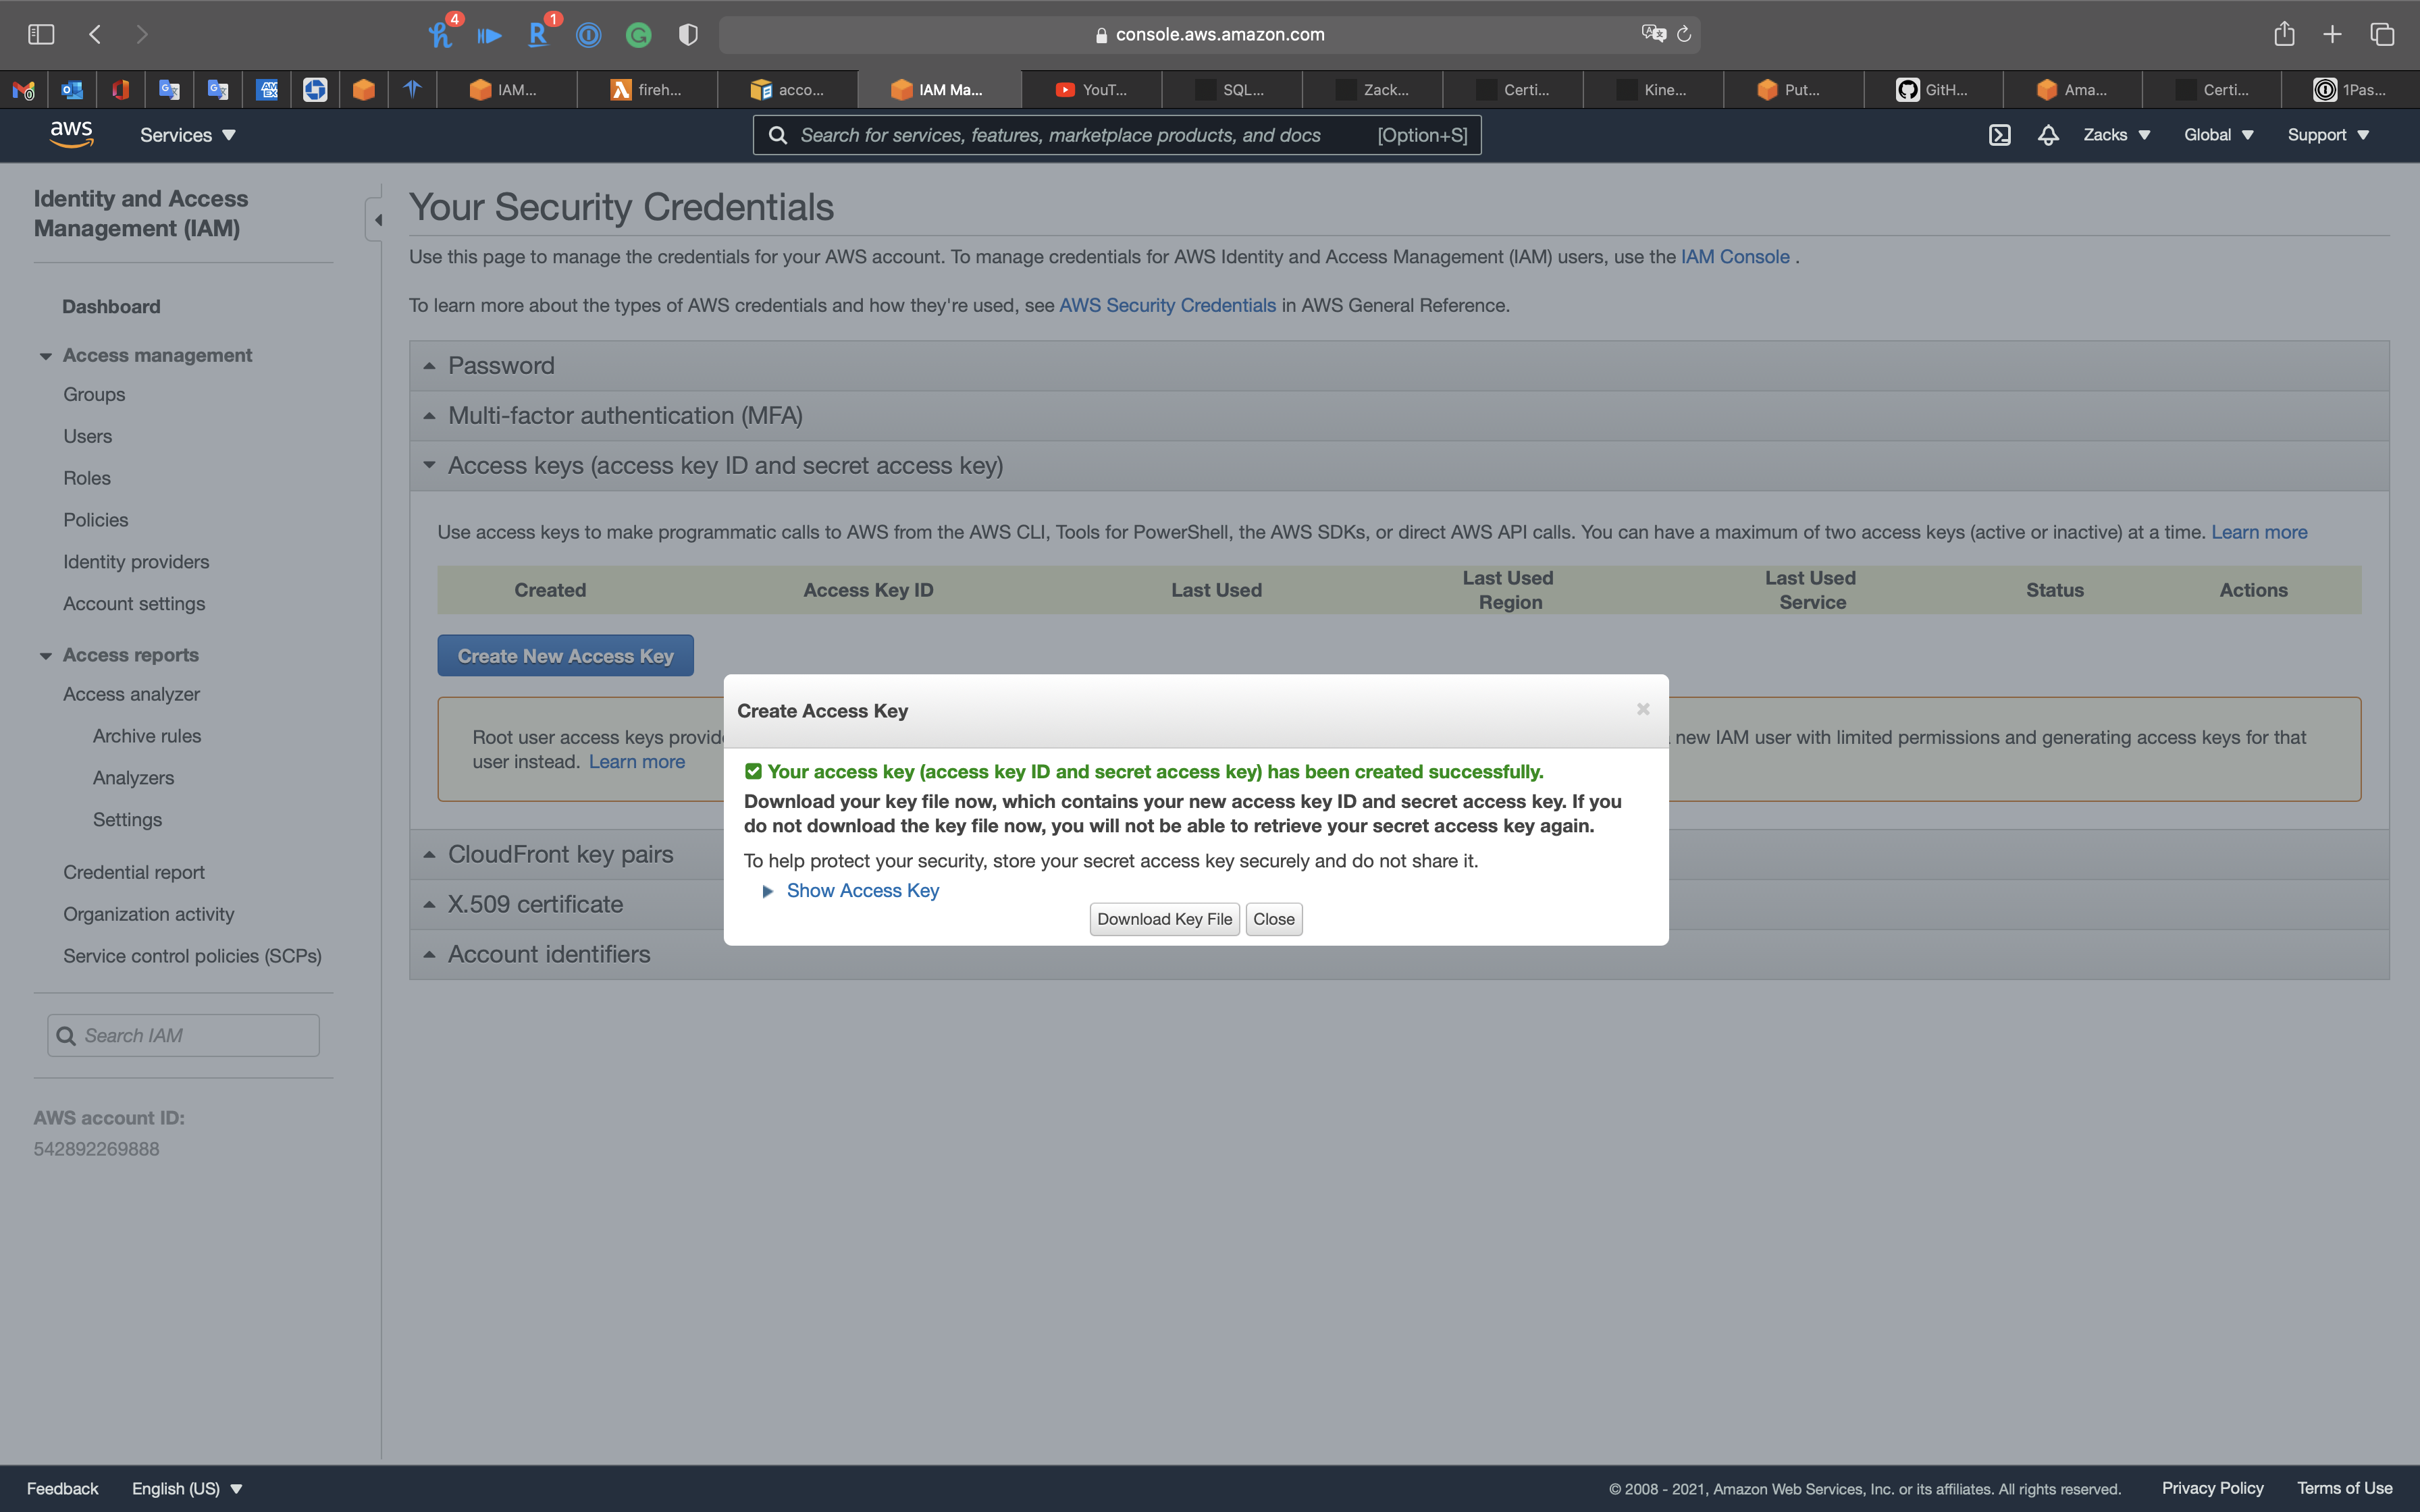 4
1
console.aws.amazon.com
IAM...
fireh...
acco...
IAM Ma...
YouT...
SQL...
Zack...
Certi...
Kine...
Put...
GitH...
Ama...
Certi...
1Pas...
aws
Services
Search for services, features, marketplace products, and docs
[Option+S]
Zacks
Global
Support
Identity and Access
Management (IAM)
Dashboard
Access management
Groups
Users
Roles
Policies
Identity providers
Account settings
Access reports
Access analyzer
Archive rules
Analyzers
Settings
Credential report
Organization activity
Service control policies (SCPs)
Search IAM
AWS account ID:
542892269888
Your Security Credentials
Use this page to manage the credentials for your AWS account. To manage credentials for AWS Identity and Access Management (IAM) users, use the IAM Console .
To learn more about the types of AWS credentials and how they're used, see AWS Security Credentials in AWS General Reference.
Password
Multi-factor authentication (MFA)
Access keys (access key ID and secret access key)
Use access keys to make programmatic calls to AWS from the AWS CLI, Tools for PowerShell, the AWS SDKs, or direct AWS API calls. You can have a maximum of two access keys (active or inactive) at a time. Learn more
Created
Access Key ID
Last Used
Last Used
Region
Last Used
Service
Status
Actions
Create New Access Key
Root user access keys provid
new IAM user with limited permissions and generating access keys for that
user instead. Learn more
Create Access Key
Your access key (access key ID and secret access key) has been created successfully.
Download your key file now, which contains your new access key ID and secret access key. If you
do not download the key file now, you will not be able to retrieve your secret access key again.
To help protect your security, store your secret access key securely and do not share it.
Show Access Key
Download Key File
Close
CloudFront key pairs
X.509 certificate
Account identifiers
Feedback
English (US)
© 2008 - 2021, Amazon Web Services, Inc. or its affiliates. All rights reserved.
Privacy Policy
Terms of Use